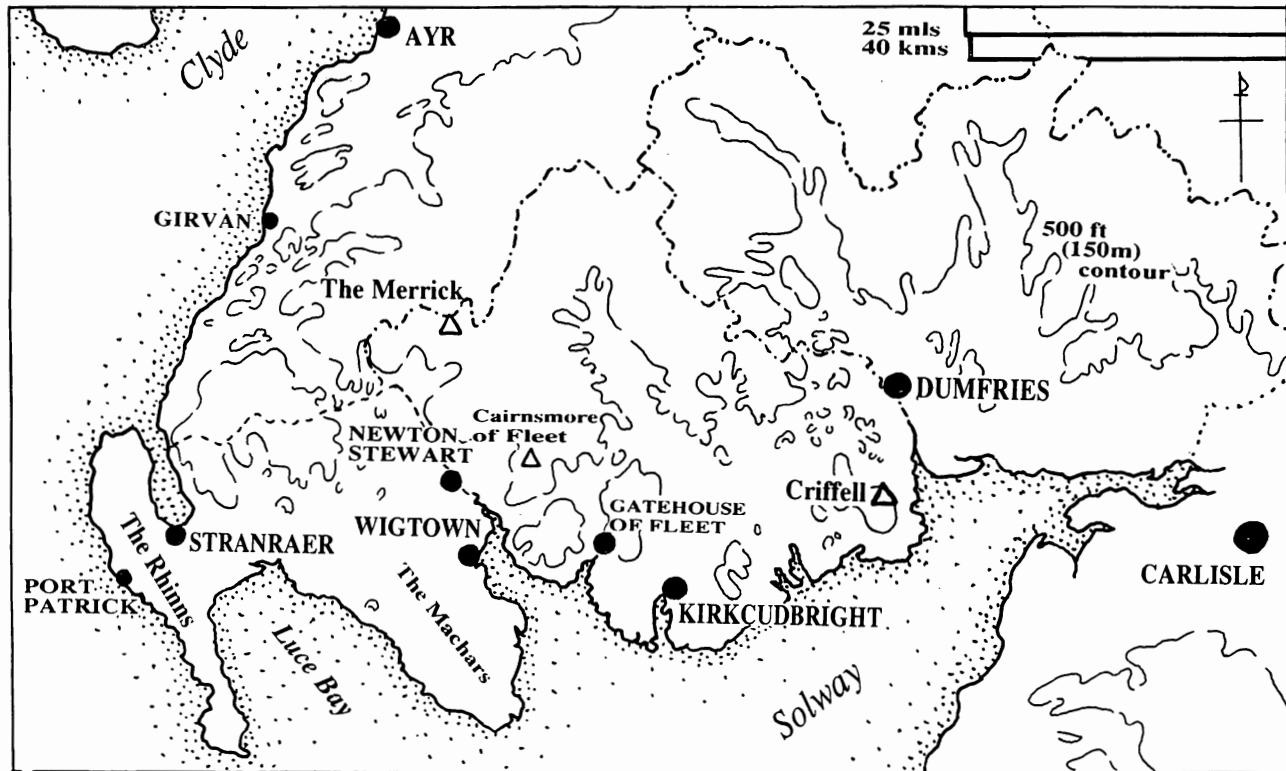 Clyde
AYR
25 mls
40 kms
GIRVAN
500 ft
(150m)
contour
The Merrick
DUMFRIES
Cairnsmore
of Fleet
NEWTON
STEWART
Criffell
GATEHOUSE
OF FLEET
WIGTOWN
STRANRAER
The Rhinns
PORT
PATRICK
The Machars
CARLISLE
KIRKCUDBRIGHT
Luce Bay
Solway